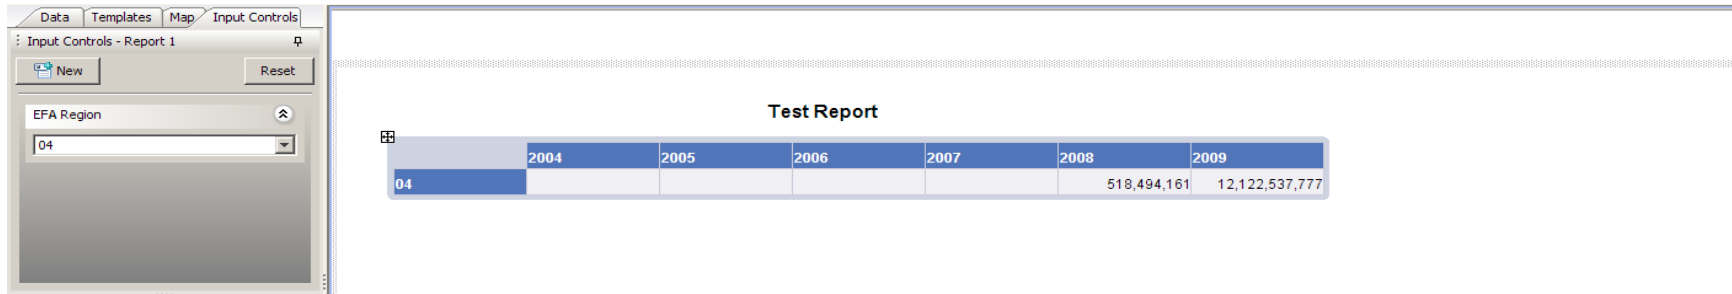 Data Templates Map Input Controls
Input Controls - Report 1
New Reset
EFA Region
04
Test Report
2004 2005 2006 2007 2008 2009
04 518,494,161 12,122,537,777